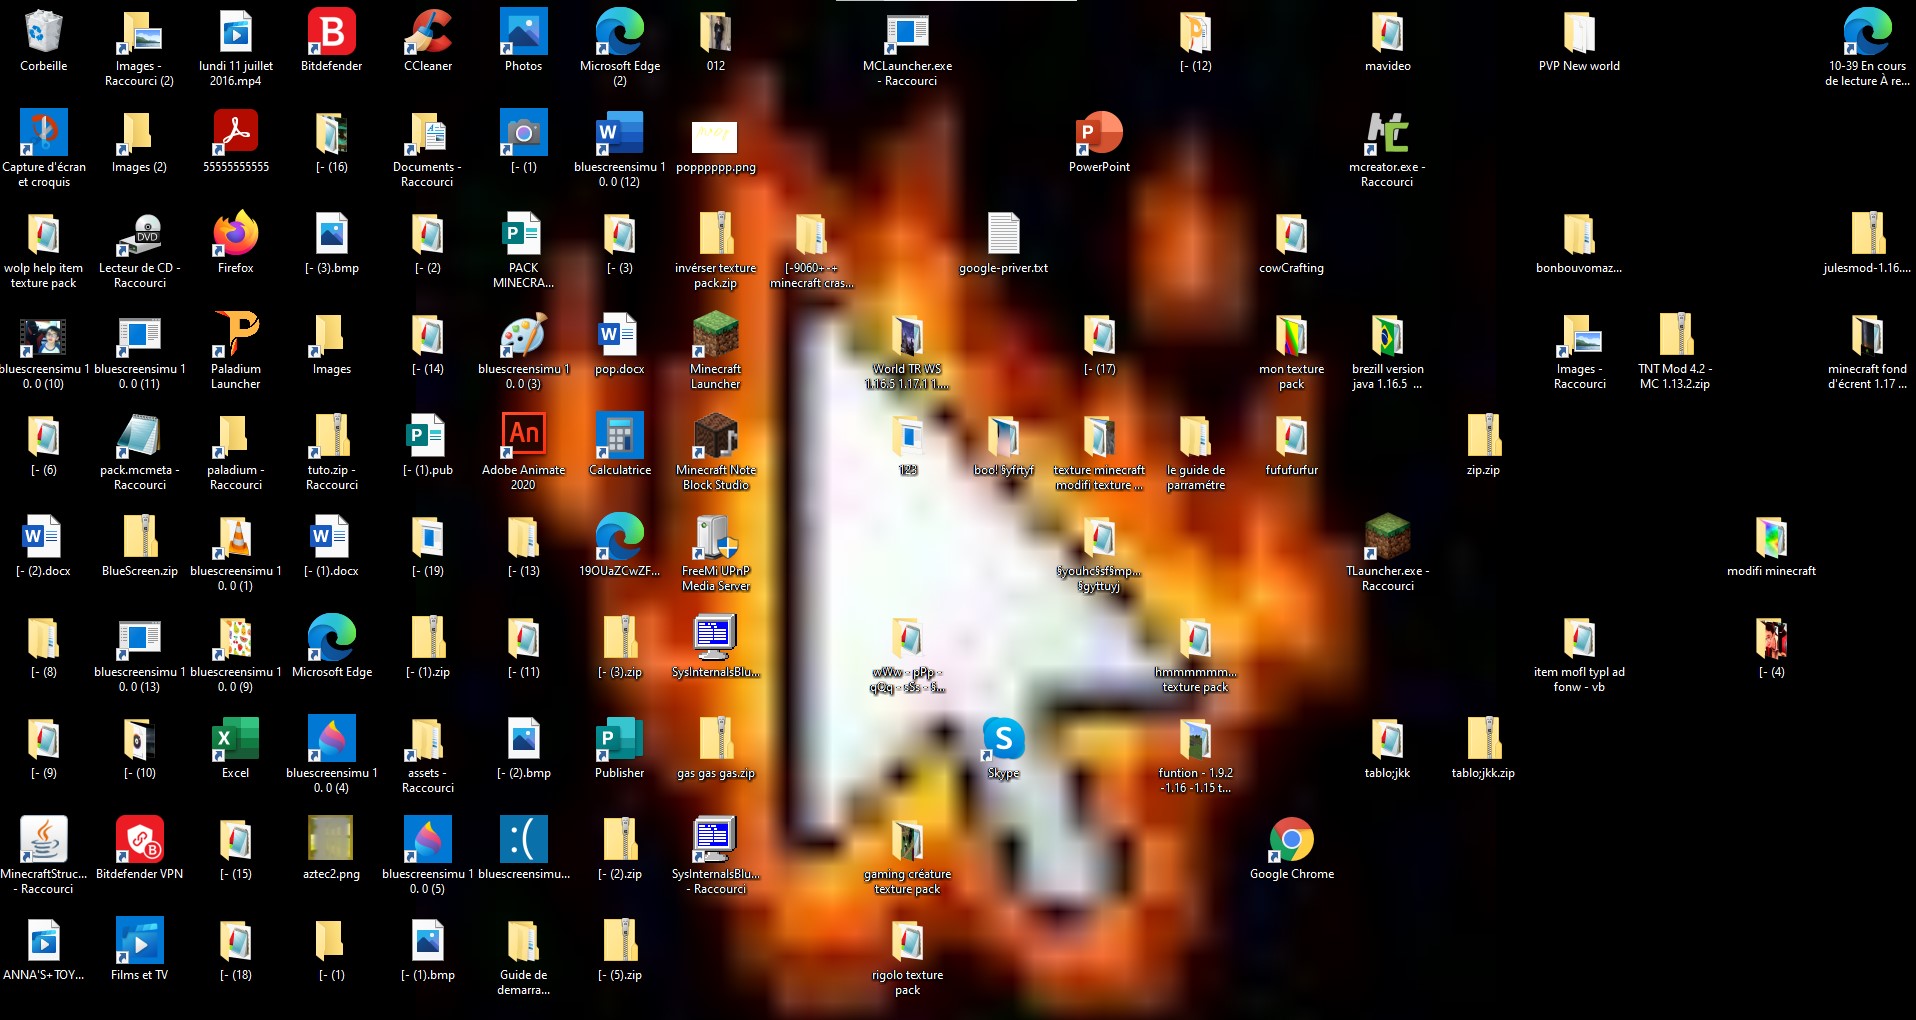 Corbeille
Images -
Raccourci (2)
lundi 11 juillet
2016.mp4
Bitdefender
CCleaner
Photos
Microsoft Edge
(2)
012
MCLauncher.exe
- Raccourci
[- (12)
mavideo
PVP New world
10-39 En cours
de lecture À re...
Capture d'écran
et croquis
Images (2)
55555555555
[- (16)
Documents -
Raccourci
[- (1)
bluescreensimu 1
0. 0 (12)
popppppp.png
PowerPoint
mcreator.exe -
Raccourci
wolp help item
texture pack
Lecteur de CD -
Raccourci
Firefox
[- (3).bmp
[- (2)
PACK
MINECRA...
[- (3)
invérser texture
pack.zip
[-9060+-+
minecraft cras...
google-priver.txt
cowCrafting
bonbouvomaz...
julesmod-1.16....
bluescreensimu 1
0. 0 (10)
bluescreensimu 1
0. 0 (11)
Paladium
Launcher
Images
[- (14)
bluescreensimu 1
0. 0 (3)
pop.docx
Minecraft
Launcher
World TR WS
1.16.5 1.17.1 1....
[- (17)
mon texture
pack
brezill version
java 1.16.5 ...
Images -
Raccourci
TNT Mod 4.2 -
MC 1.13.2.zip
minecraft fond
d'écrent 1.17 ...
[- (6)
pack.mcmeta -
Raccourci
paladium -
Raccourci
tuto.zip -
Raccourci
[- (1).pub
Adobe Animate
2020
Calculatrice
Minecraft Note
Block Studio
123
boo! §yfrtyf
texture minecraft
modifi texture ...
le guide de
parramétre
fufufurfur
zip.zip
[- (2).docx
BlueScreen.zip
bluescreensimu 1
0. 0 (1)
[- (1).docx
[- (19)
[- (13)
19OUaZCwZF...
FreeMi UPnP
Media Server
§youhc§sf§mp...
§gyttuyj
TLauncher.exe -
Raccourci
modifi minecraft
[- (8)
bluescreensimu 1
0. 0 (13)
bluescreensimu 1
0. 0 (9)
Microsoft Edge
[- (1).zip
[- (11)
[- (3).zip
SysInternalsBlu...
wWw - pPp -
qQq - sSs - §...
hmmmmmm...
texture pack
item mofl typl ad
fonw - vb
[- (4)
[- (9)
[- (10)
Excel
bluescreensimu 1
0. 0 (4)
assets -
Raccourci
[- (2).bmp
Publisher
gas gas gas.zip
Skype
funtion - 1.9.2
-1.16 -1.15 t...
tablo;jkk
tablo;jkk.zip
MinecraftStruc...
- Raccourci
Bitdefender VPN
[- (15)
aztec2.png
bluescreensimu 1
0. 0 (5)
bluescreensimu...
[- (2).zip
SysInternalsBlu...
- Raccourci
gaming créature
texture pack
Google Chrome
ANNA'S+TOY...
Films et TV
[- (18)
[- (1)
[- (1).bmp
Guide de
demarra...
[- (5).zip
rigolo texture
pack